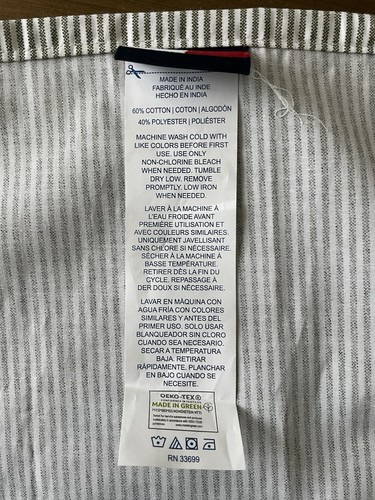 MADE IN INDIA
FABRIQUÉ AU INDE
HECHO EN INDIA
60% COTTON | COTON | ALGODÓN
40% POLYESTER | POLIÉSTER
MACHINE WASH COLD WITH
LIKE COLORS BEFORE FIRST
USE. USE ONLY
NON-CHLORINE BLEACH
WHEN NEEDED. TUMBLE
DRY LOW. REMOVE
PROMPTLY. LOW IRON
WHEN NEEDED.
LAVER À LA MACHINE À
L'EAU FROIDE AVANT
PREMIÈRE UTILISATION ET
AVEC COULEURS SIMILAIRES.
UNIQUEMENT JAVELLISANT
SANS CHLORE SI NÉCESSAIRE.
SÉCHER À LA MACHINE À
BASSE TEMPÉRATURE.
RETIRER DÈS LA FIN DU
CYCLE. REPASSAGE À
DER DOUX SI NÉCESSAIRE.
LAVAR EN MÁQUINA CON
AGUA FRÍA CON COLORES
SIMILARES Y ANTES DEL
PRIMER USO. SOLO USAR
BLANQUEADOR SIN CLORO
CUANDO SEA NECESARIO.
SECAR A TEMPERATURA
BAJA. RETIRAR
RÁPIDAMENTE. PLANCHAR
EN BAJO CUANDO SE
NECESITE.
OEKO-TEX®
MADE IN GREEN
RN 33699